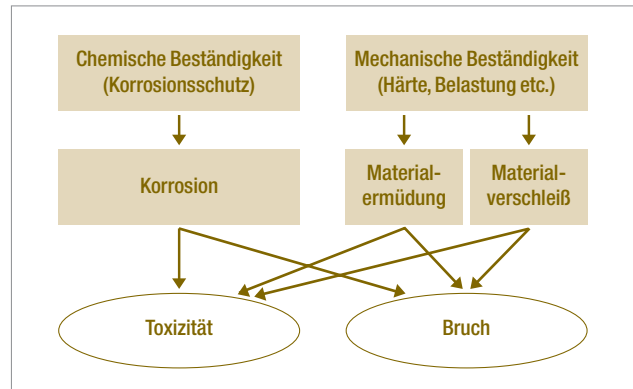 Chemische Beständigkeit
(Korrosionsschutz)
Mechanische Beständigkeit
(Härte, Belastung etc.)
Korrosion
Material-
ermüdung
Material-
verschleiß
Toxizität
Bruch